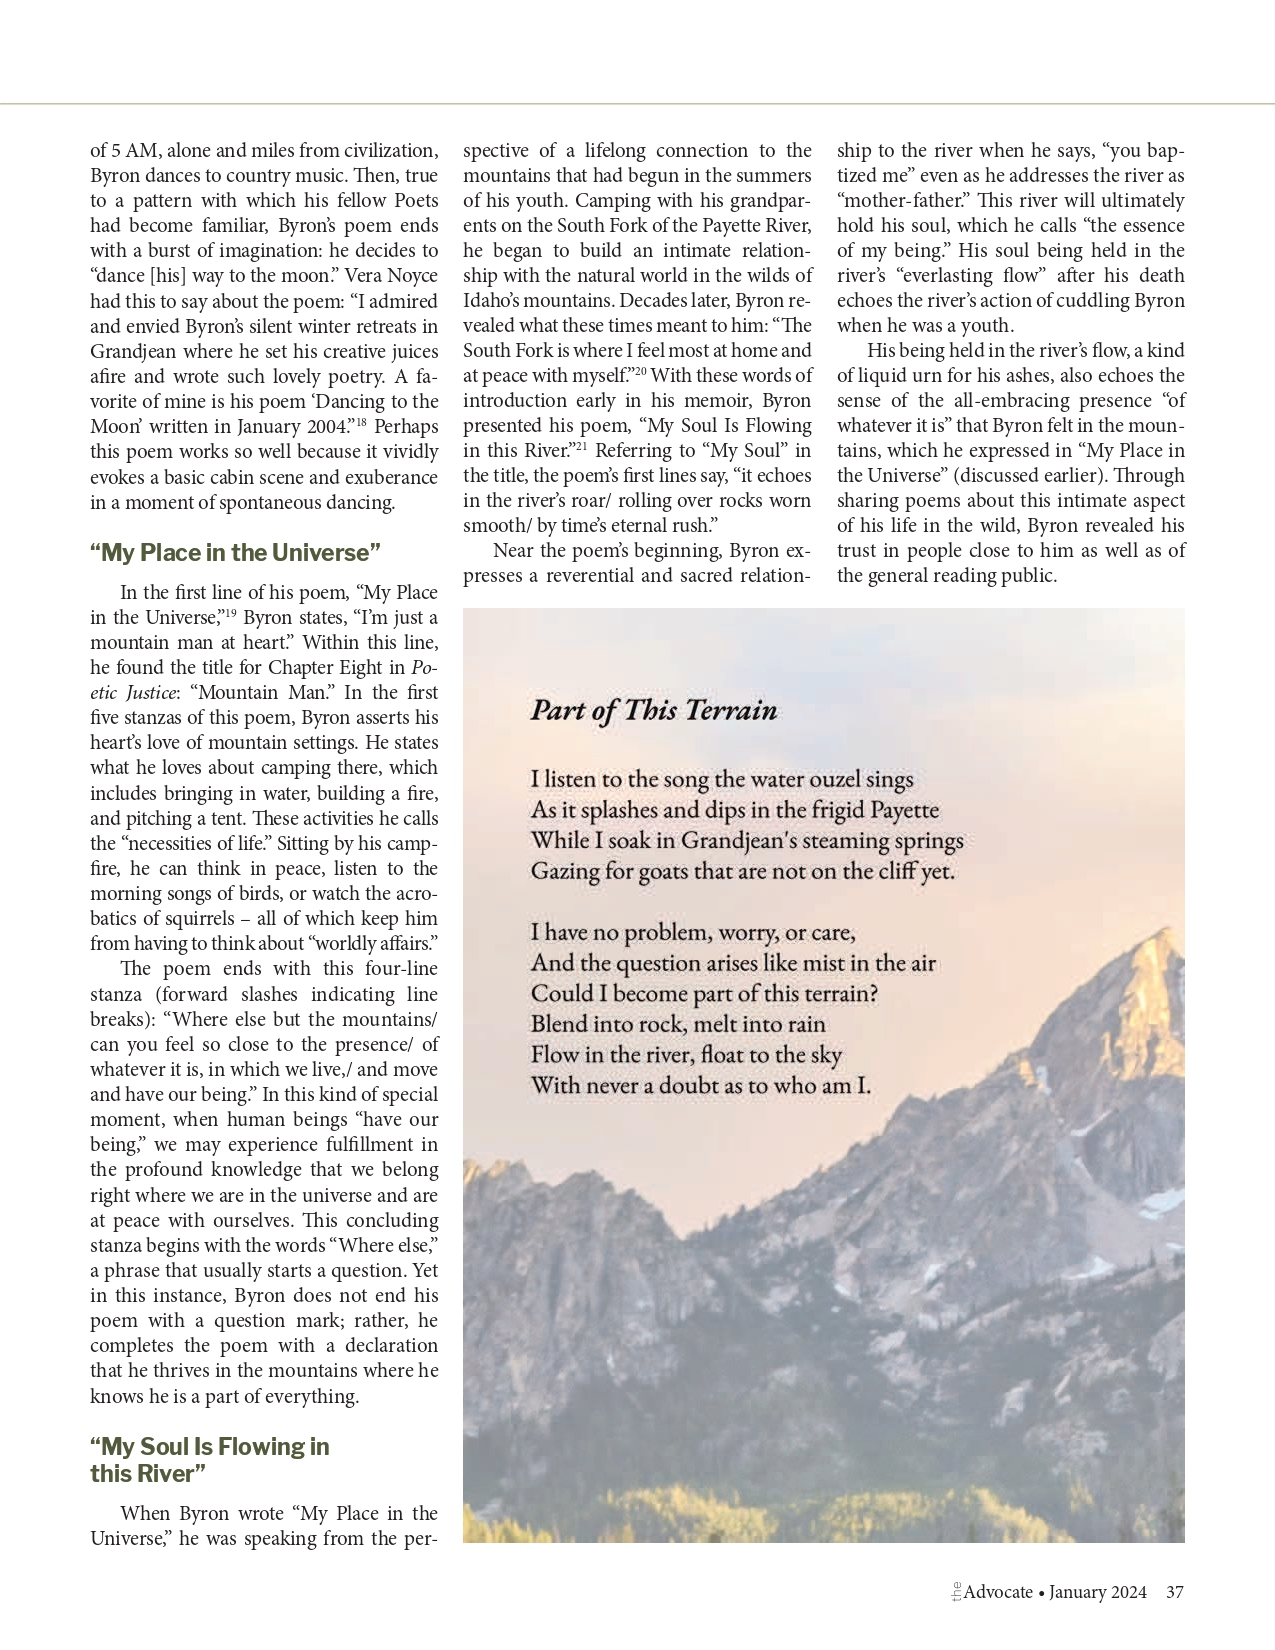 of 5 AM, alone and miles from civilization,
Byron dances to country music. Then, true
to a pattern with which his fellow Poets
had become familiar, Byron’s poem ends
with a burst of imagination: he decides to
“dance [his] way to the moon.” Vera Noyce
had this to say about the poem: “I admired
and envied Byron’s silent winter retreats in
Grandjean where he set his creative juices
afire and wrote such lovely poetry. A fa-
vorite of mine is his poem ‘Dancing to the
Moon’ written in January 2004.”18 Perhaps
this poem works so well because it vividly
evokes a basic cabin scene and exuberance
in a moment of spontaneous dancing.
“My Place in the Universe”
In the first line of his poem, “My Place
in the Universe,”19 Byron states, “I’m just a
mountain man at heart.” Within this line,
he found the title for Chapter Eight in Po-
etic Justice: “Mountain Man.” In the first
five stanzas of this poem, Byron asserts his
heart’s love of mountain settings. He states
what he loves about camping there, which
includes bringing in water, building a fire,
and pitching a tent. These activities he calls
the “necessities of life.” Sitting by his camp-
fire, he can think in peace, listen to the
morning songs of birds, or watch the acro-
batics of squirrels – all of which keep him
from having to think about “worldly affairs.”
The poem ends with this four-line
stanza (forward slashes indicating line
breaks): “Where else but the mountains/
can you feel so close to the presence/ of
whatever it is, in which we live,/ and move
and have our being.” In this kind of special
moment, when human beings “have our
being,” we may experience fulfillment in
the profound knowledge that we belong
right where we are in the universe and are
at peace with ourselves. This concluding
stanza begins with the words “Where else,”
a phrase that usually starts a question. Yet
in this instance, Byron does not end his
poem with a question mark; rather, he
completes the poem with a declaration
that he thrives in the mountains where he
knows he is a part of everything.
“My Soul Is Flowing in
this River”
When Byron wrote “My Place in the
Universe,” he was speaking from the per-
spective of a lifelong connection to the
mountains that had begun in the summers
of his youth. Camping with his grandpar-
ents on the South Fork of the Payette River,
he began to build an intimate relation-
ship with the natural world in the wilds of
Idaho’s mountains. Decades later, Byron re-
vealed what these times meant to him: “The
South Fork is where I feel most at home and
at peace with myself.”20 With these words of
introduction early in his memoir, Byron
presented his poem, “My Soul Is Flowing
in this River.”21 Referring to “My Soul” in
the title, the poem’s first lines say, “it echoes
in the river’s roar/ rolling over rocks worn
smooth/ by time’s eternal rush.”
Near the poem’s beginning, Byron ex-
presses a reverential and sacred relation-
ship to the river when he says, “you bap-
tized me” even as he addresses the river as
“mother-father.” This river will ultimately
hold his soul, which he calls “the essence
of my being.” His soul being held in the
river’s “everlasting flow” after his death
echoes the river’s action of cuddling Byron
when he was a youth.
His being held in the river’s flow, a kind
of liquid urn for his ashes, also echoes the
sense of the all-embracing presence “of
whatever it is” that Byron felt in the moun-
tains, which he expressed in “My Place in
the Universe” (discussed earlier). Through
sharing poems about this intimate aspect
of his life in the wild, Byron revealed his
trust in people close to him as well as of
the general reading public.
Part of This Terrain
I listen to the song the water ouzel sings
As it splashes and dips in the frigid Payette
While I soak in Grandjean's steaming springs
Gazing for goats that are not on the cliff yet.
I have no problem, worry, or care,
And the question arises like mist in the air
Could I become part of this terrain?
Blend into rock, melt into rain
Flow in the river, float to the sky
With never a doubt as to who am I.
the Advocate • January 2024 37